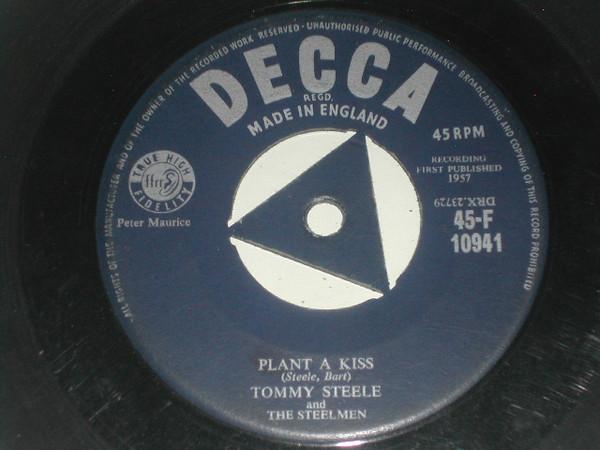 ALL RIGHTS OF THE MANUFACTURER AND OF THE OWNER OF THE RECORDED WORK RESERVED - UNAUTHORISED PUBLIC PERFORMANCE BROADCASTING AND COPYING OF THIS RECORD PROHIBITED
DECCA
REGD.
MADE IN ENGLAND
45 RPM
RECORDING
FIRST PUBLISHED
1957
TRUE HIGH
ffrr
FIDELITY
Peter Maurice
DRX.23729
45-F
10941
PLANT A KISS
(Steele, Bart)
TOMMY STEELE
and
THE STEELMEN